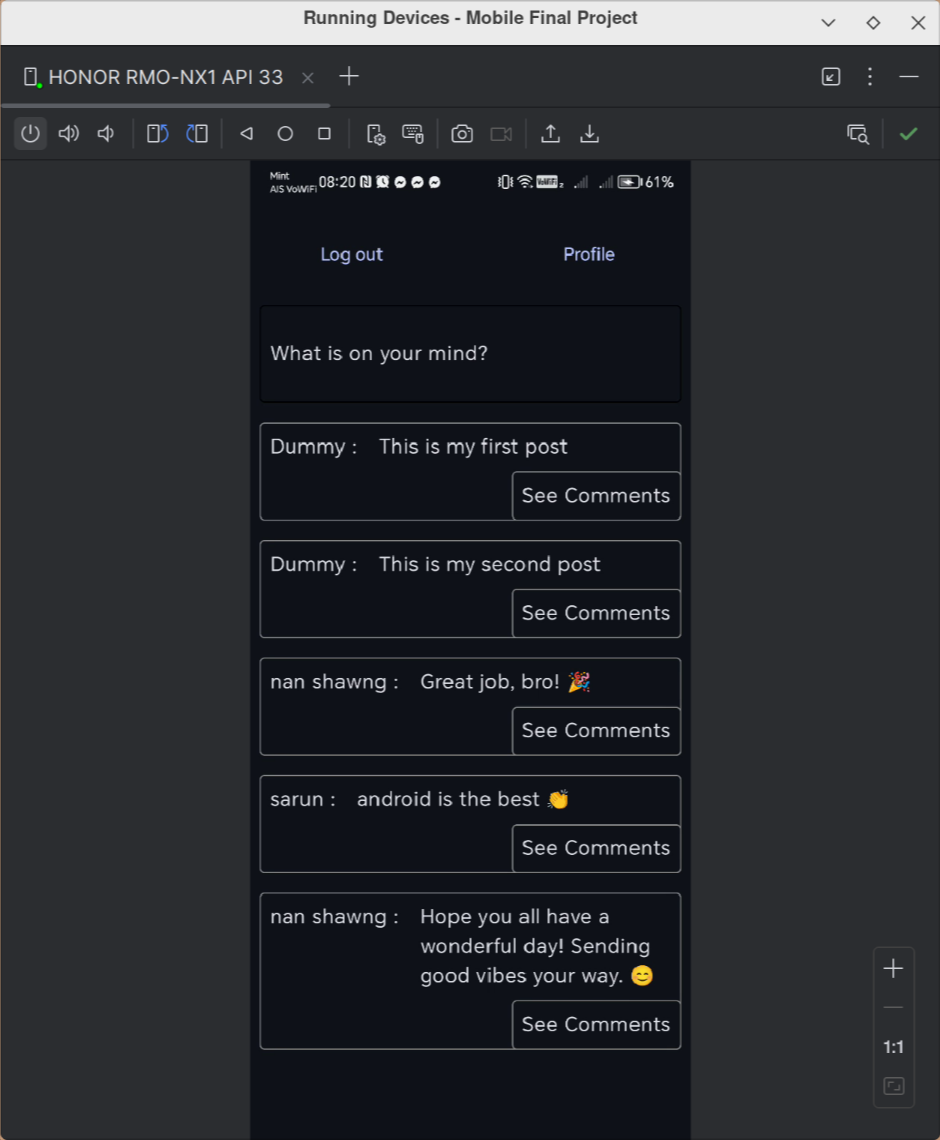 Running Devices - Mobile Final Project
HONOR RMO-NX1 API 33
Mint
AIS VoWiFi
08:20
61%
Log out
Profile
What is on your mind?
Dummy : This is my first post
See Comments
Dummy : This is my second post
See Comments
nan shawng : Great job, bro! 🎉
See Comments
sarun : android is the best 👏
See Comments
nan shawng : Hope you all have a
wonderful day! Sending
good vibes your way. 😊
See Comments
1:1